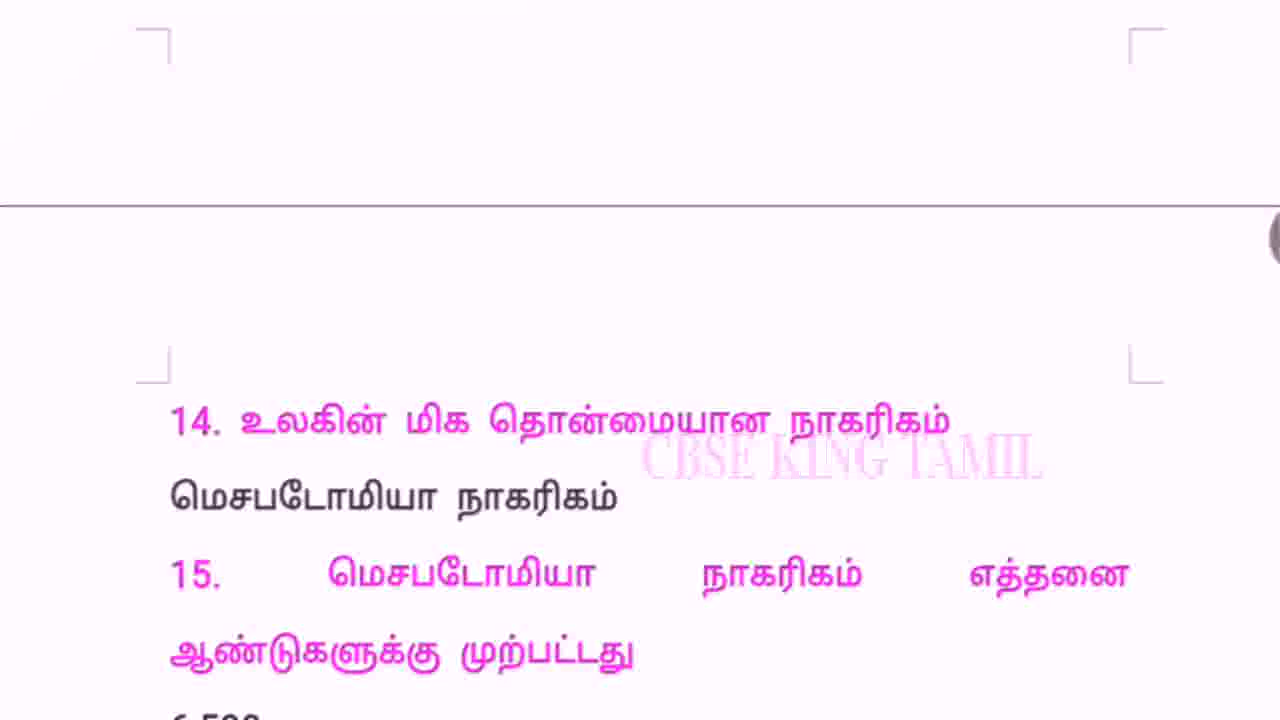 14. உலகின் மிக தொன்மையான நாகரிகம்
CBSE KING TAMIL
மெசபடோமியா நாகரிகம்
15. மெசபடோமியா நாகரிகம் எத்தனை
ஆண்டுகளுக்கு முற்பட்டது